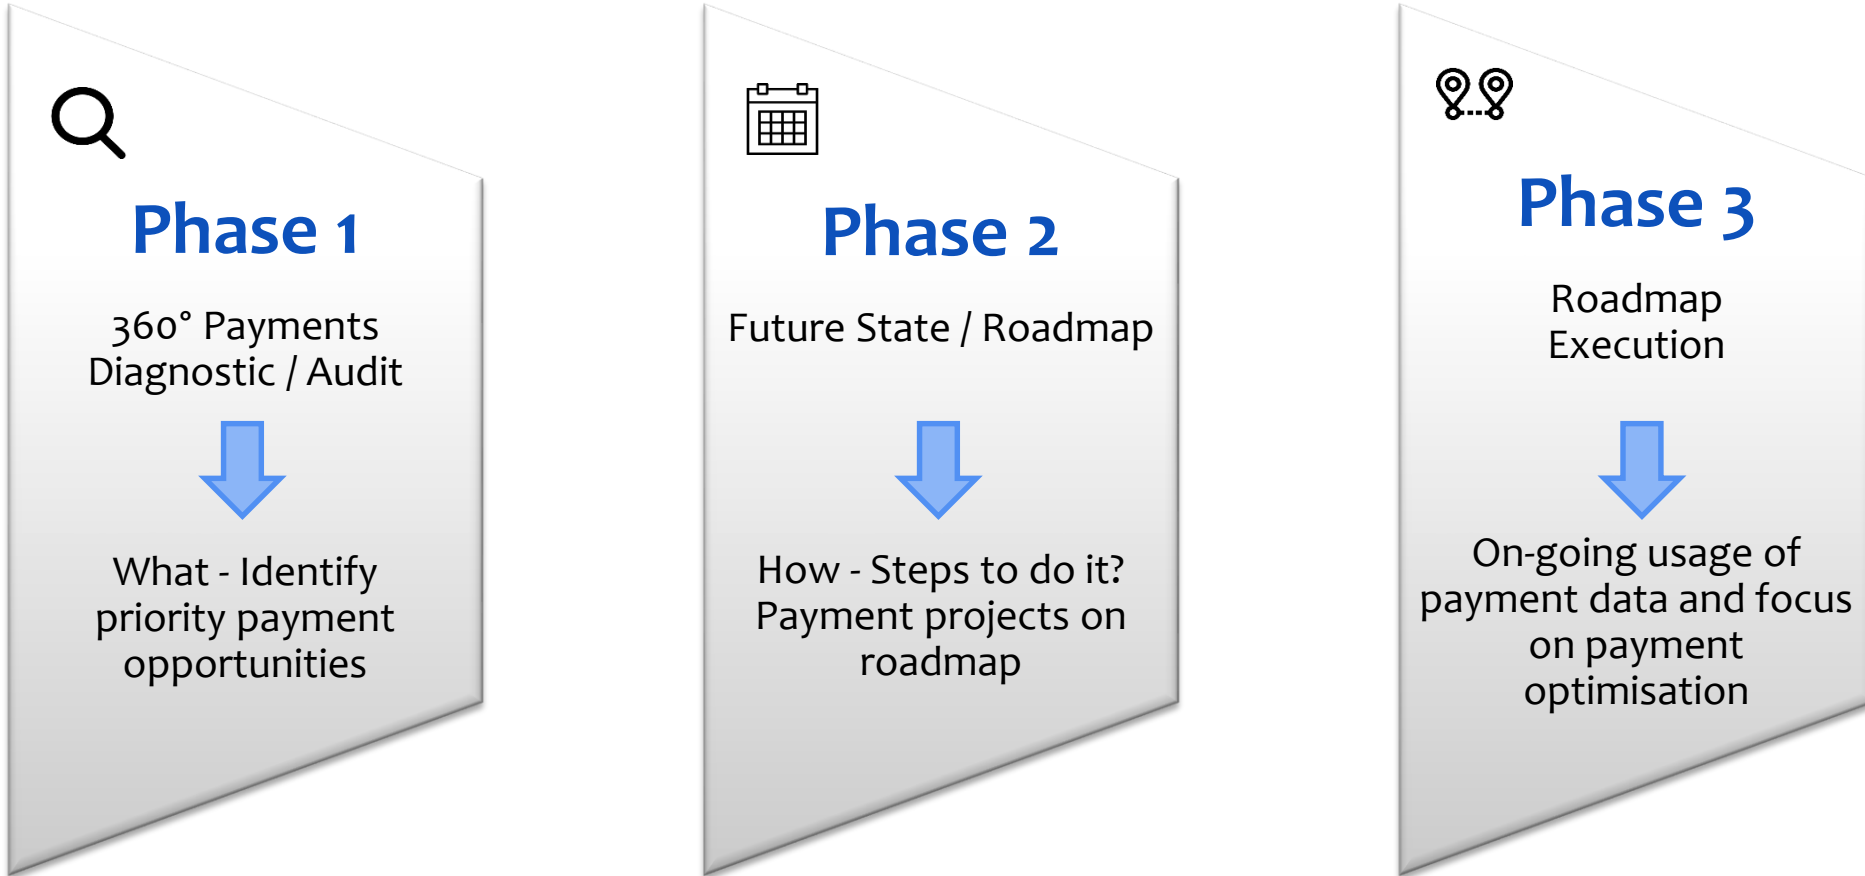 Phase 1
360° Payments
Diagnostic / Audit
What - Identify
priority payment
opportunities
Phase 2
Future State / Roadmap
How - Steps to do it?
Payment projects on
roadmap
Phase 3
Roadmap
Execution
On-going usage of
payment data and focus
on payment
optimisation